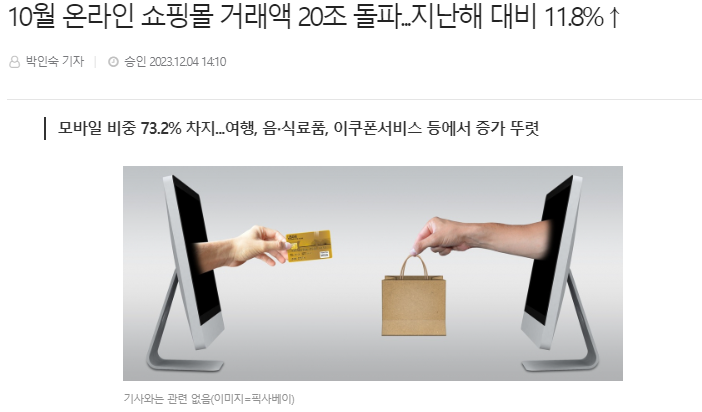 10월 온라인 쇼핑몰 거래액 20조 돌파...지난해 대비 11.8%↑
박인숙 기자 승인 2023.12.04 14:10
모바일 비중 73.2% 차지...여행, 음·식료품, 이쿠폰서비스 등에서 증가 뚜렷
기사와는 관련 없음(이미지=픽사베이)